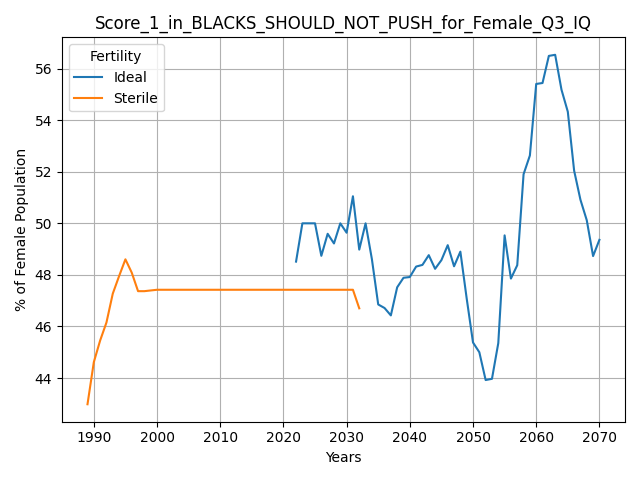 Score_1_in_BLACKS_SHOULD_NOT_PUSH_for_Female_Q3_IQ
Fertility
Ideal
Sterile
% of Female Population
56
54
52
50
48
46
44
1990 2000 2010 2020 2030 2040 2050 2060 2070
Years